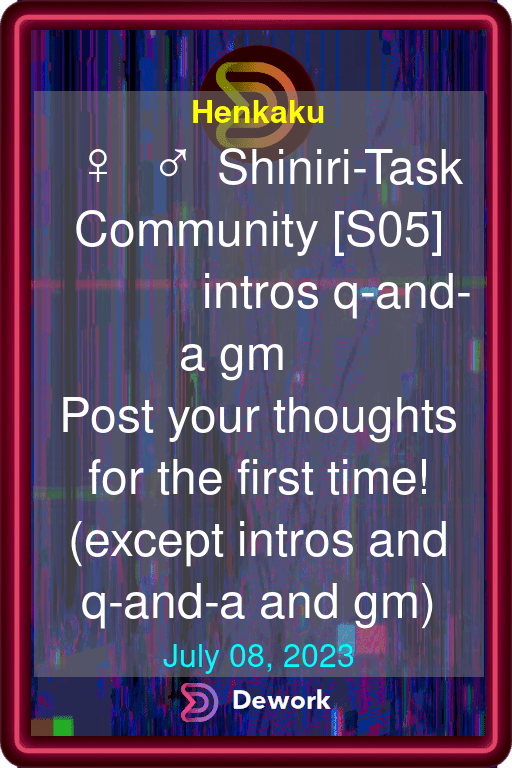 Henkaku
♀ ♂ Shiniri-Task
Community [S05]
intros q-and-
a gm
Post your thoughts
for the first time!
(except intros and
q-and-a and gm)
July 08, 2023
Dework